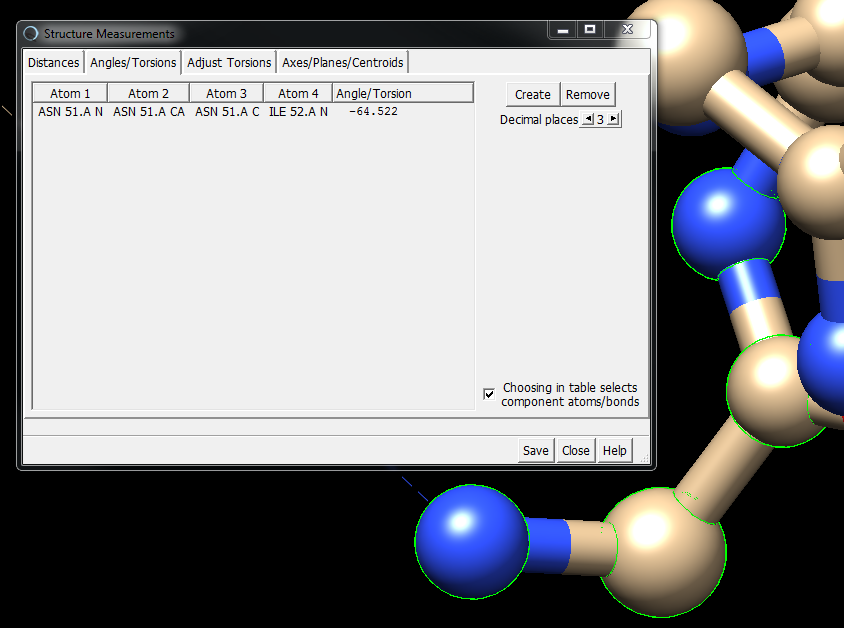 Structure Measurements
Distances Angles/Torsions Adjust Torsions Axes/Planes/Centroids
Atom 1 Atom 2 Atom 3 Atom 4 Angle/Torsion
ASN 51.A N ASN 51.A CA ASN 51.A C ILE 52.A N -64.522
Create Remove
Decimal places 3
Choosing in table selects
component atoms/bonds
Save Close Help